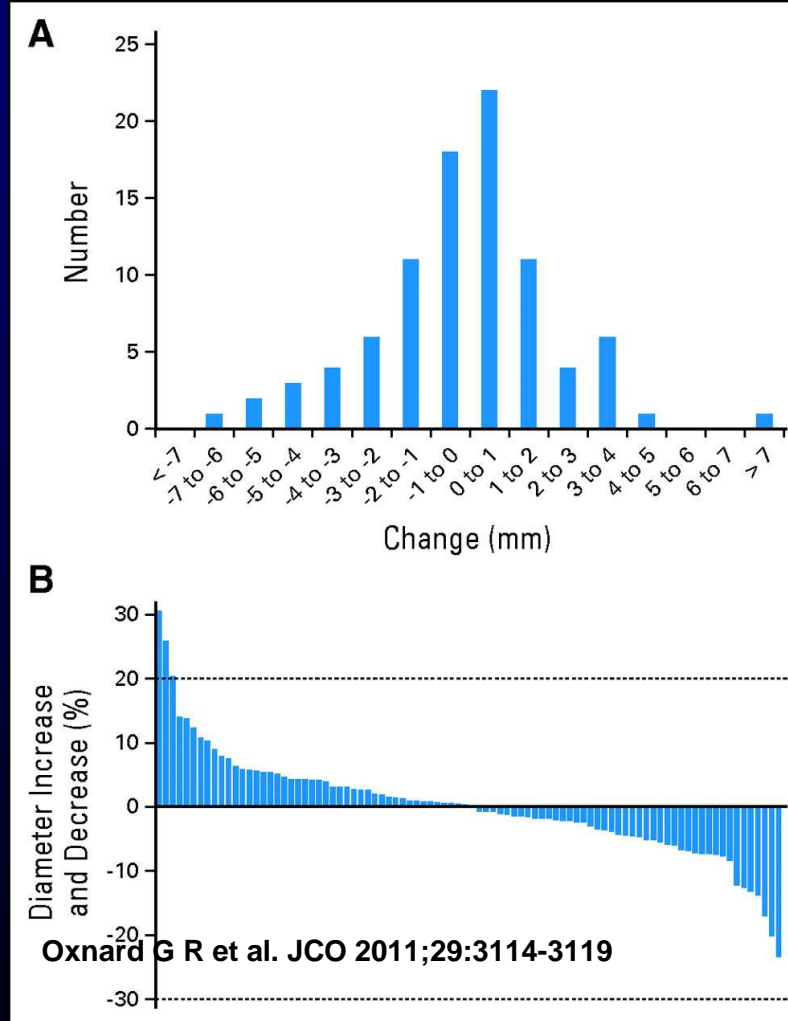 A
25
20
15
10
5
0
Number
< -7
-7 to -6
-6 to -5
-5 to -4
-4 to -3
-3 to -2
-2 to -1
-1 to 0
0 to 1
1 to 2
2 to 3
3 to 4
4 to 5
5 to 6
6 to 7
> 7
Change (mm)
B
30
20
10
0
-10
-20
-30
Diameter Increase
and Decrease (%)
Oxnard G R et al. JCO 2011;29:3114-3119